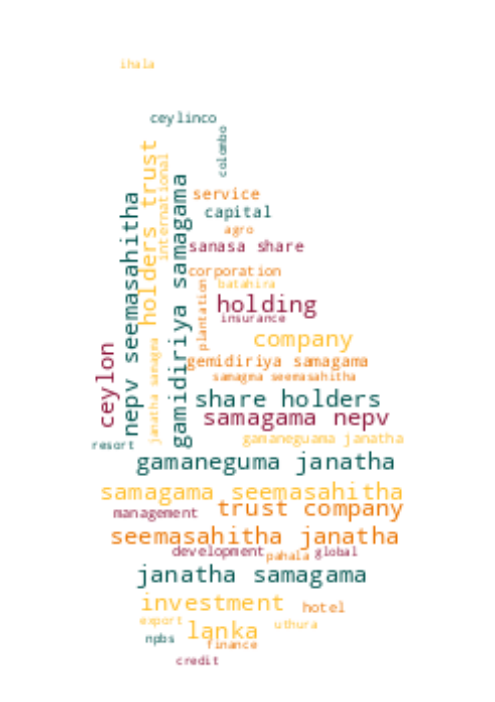 ihala
ceylinco
colombo
holders trust
international
gamidiriya samagama
nepv seemasahitha
service
capital
agro
sanasa share
corporation
batahira
plantation
holding
insurance
company
janatha samagma
ceylon
gemidiriya samagama
samagma seemasahitha
share holders
samagama nepv
gamaneguama janatha
resort
gamaneguma janatha
samagama seemasahitha
management
trust company
seemasahitha janatha
development
pahala
global
janatha samagama
investment
hotel
export
lanka
uthura
npbs
finance
credit